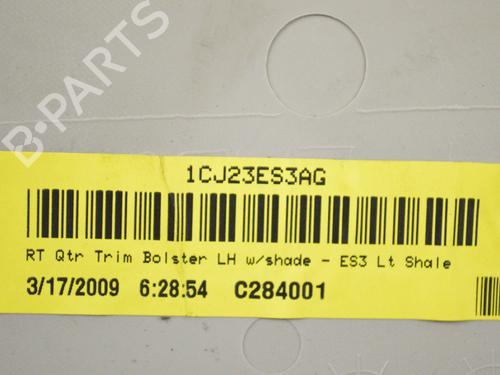 B-PARTS
1CJ23ES3AG
RT Qtr Trim Bolster LH w/shade - ES3 Lt Shale
3/17/2009 6:28:54 C284001